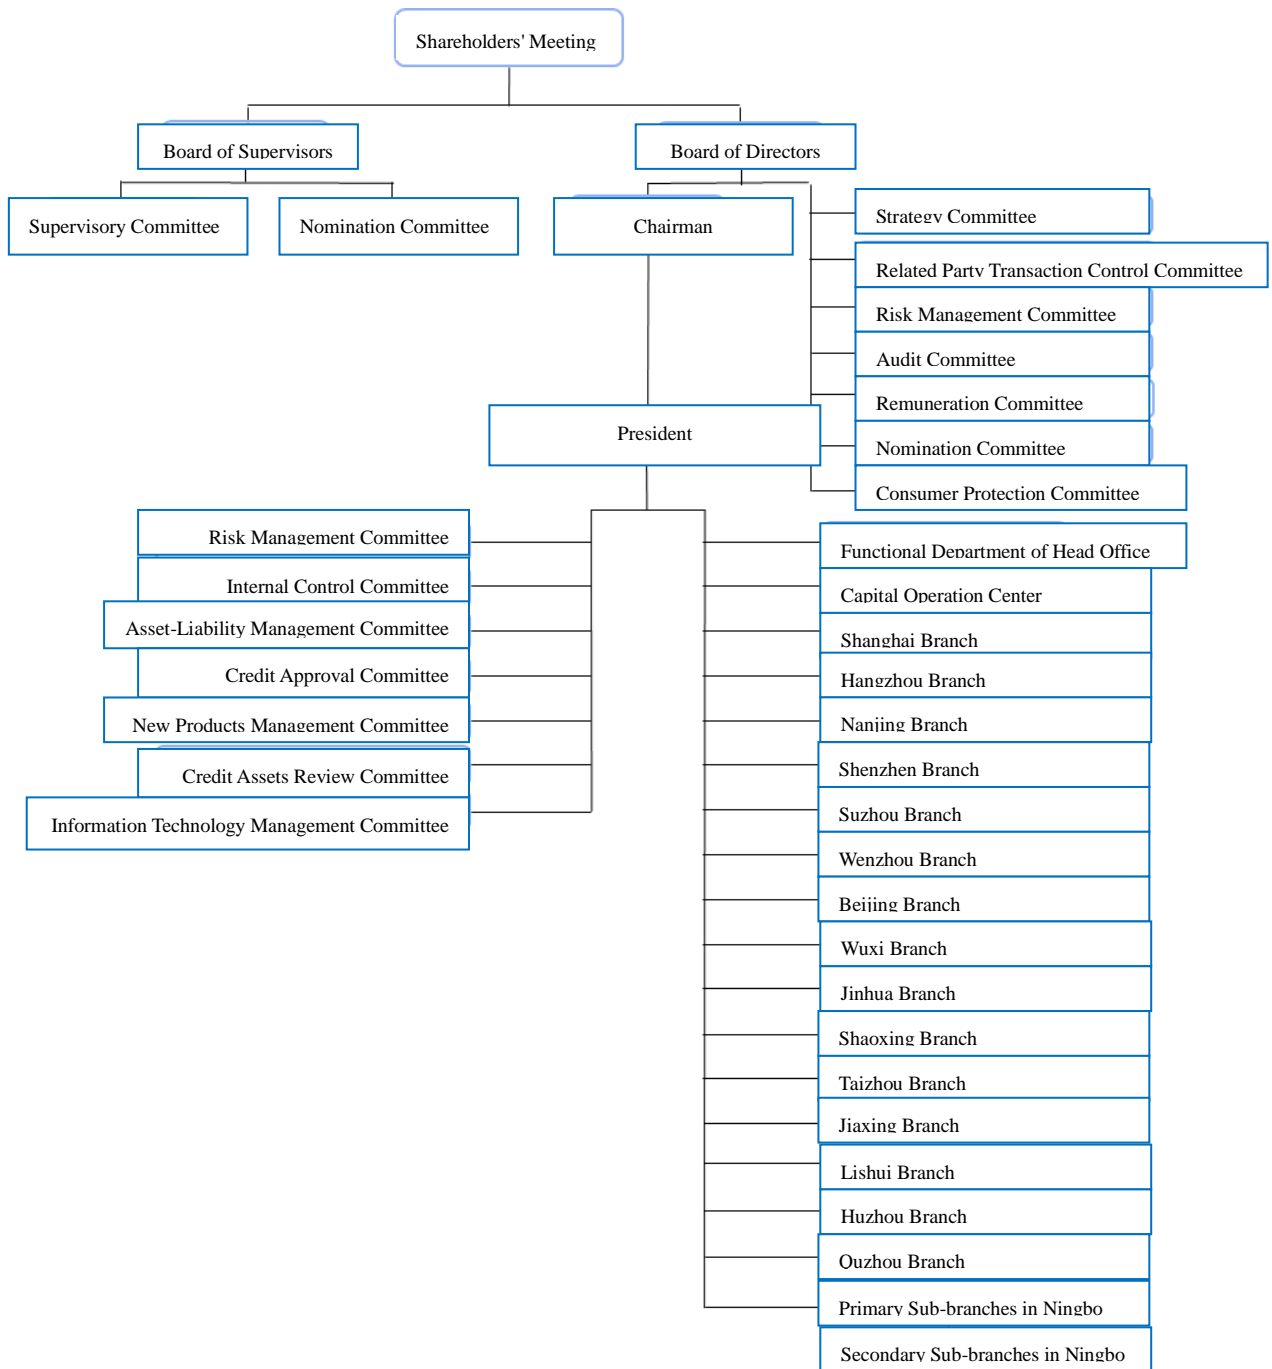 Shareholders' Meeting
Board of Supervisors
Board of Directors
Supervisory Committee
Nomination Committee
Chairman
Strategy Committee
Related Party Transaction Control Committee
Risk Management Committee
Audit Committee
Remuneration Committee
Nomination Committee
Consumer Protection Committee
President
Risk Management Committee
Internal Control Committee
Asset-Liability Management Committee
Credit Approval Committee
New Products Management Committee
Credit Assets Review Committee
Information Technology Management Committee
Functional Department of Head Office
Capital Operation Center
Shanghai Branch
Hangzhou Branch
Nanjing Branch
Shenzhen Branch
Suzhou Branch
Wenzhou Branch
Beijing Branch
Wuxi Branch
Jinhua Branch
Shaoxing Branch
Taizhou Branch
Jiaxing Branch
Lishui Branch
Huzhou Branch
Quzhou Branch
Primary Sub-branches in Ningbo
Secondary Sub-branches in Ningbo